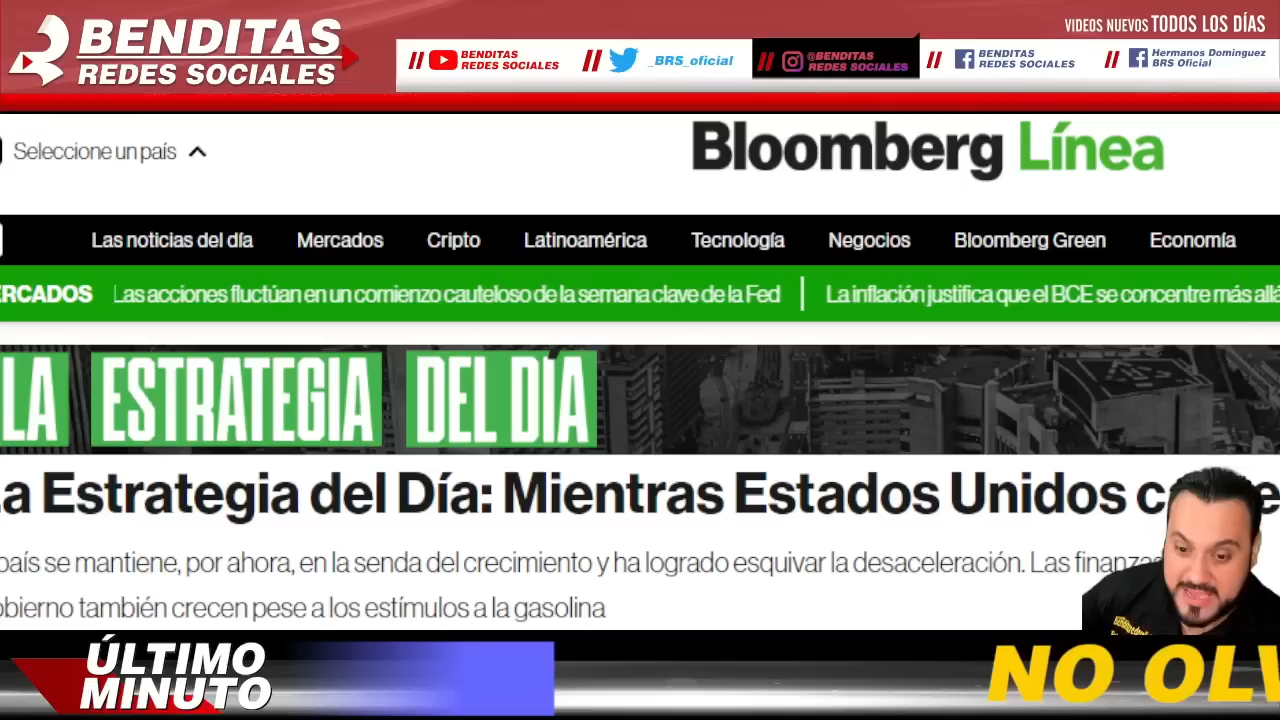 BENDITAS
REDES SOCIALES
VIDEOS NUEVOS TODOS LOS DÍAS
// BENDITAS
REDES SOCIALES
// _BRS_oficial
// @BENDITAS
REDES SOCIALES
// BENDITAS
REDES SOCIALES
// Hermanos Dominguez
BRS Oficial
Seleccione un país
Bloomberg Línea
Las noticias del día Mercados Cripto Latinoamérica Tecnología Negocios Bloomberg Green Economía
ERCADOS Las acciones fluctúan en un comienzo cauteloso de la semana clave de la Fed | La inflación justifica que el BCE se concentre más allá
LA ESTRATEGIA DEL DÍA
La Estrategia del Día: Mientras Estados Unidos
país se mantiene, por ahora, en la senda del crecimiento y ha logrado esquivar la desaceleración. Las finanza
obierno también crecen pese a los estímulos a la gasolina
ÚLTIMO
MINUTO
NO OLV